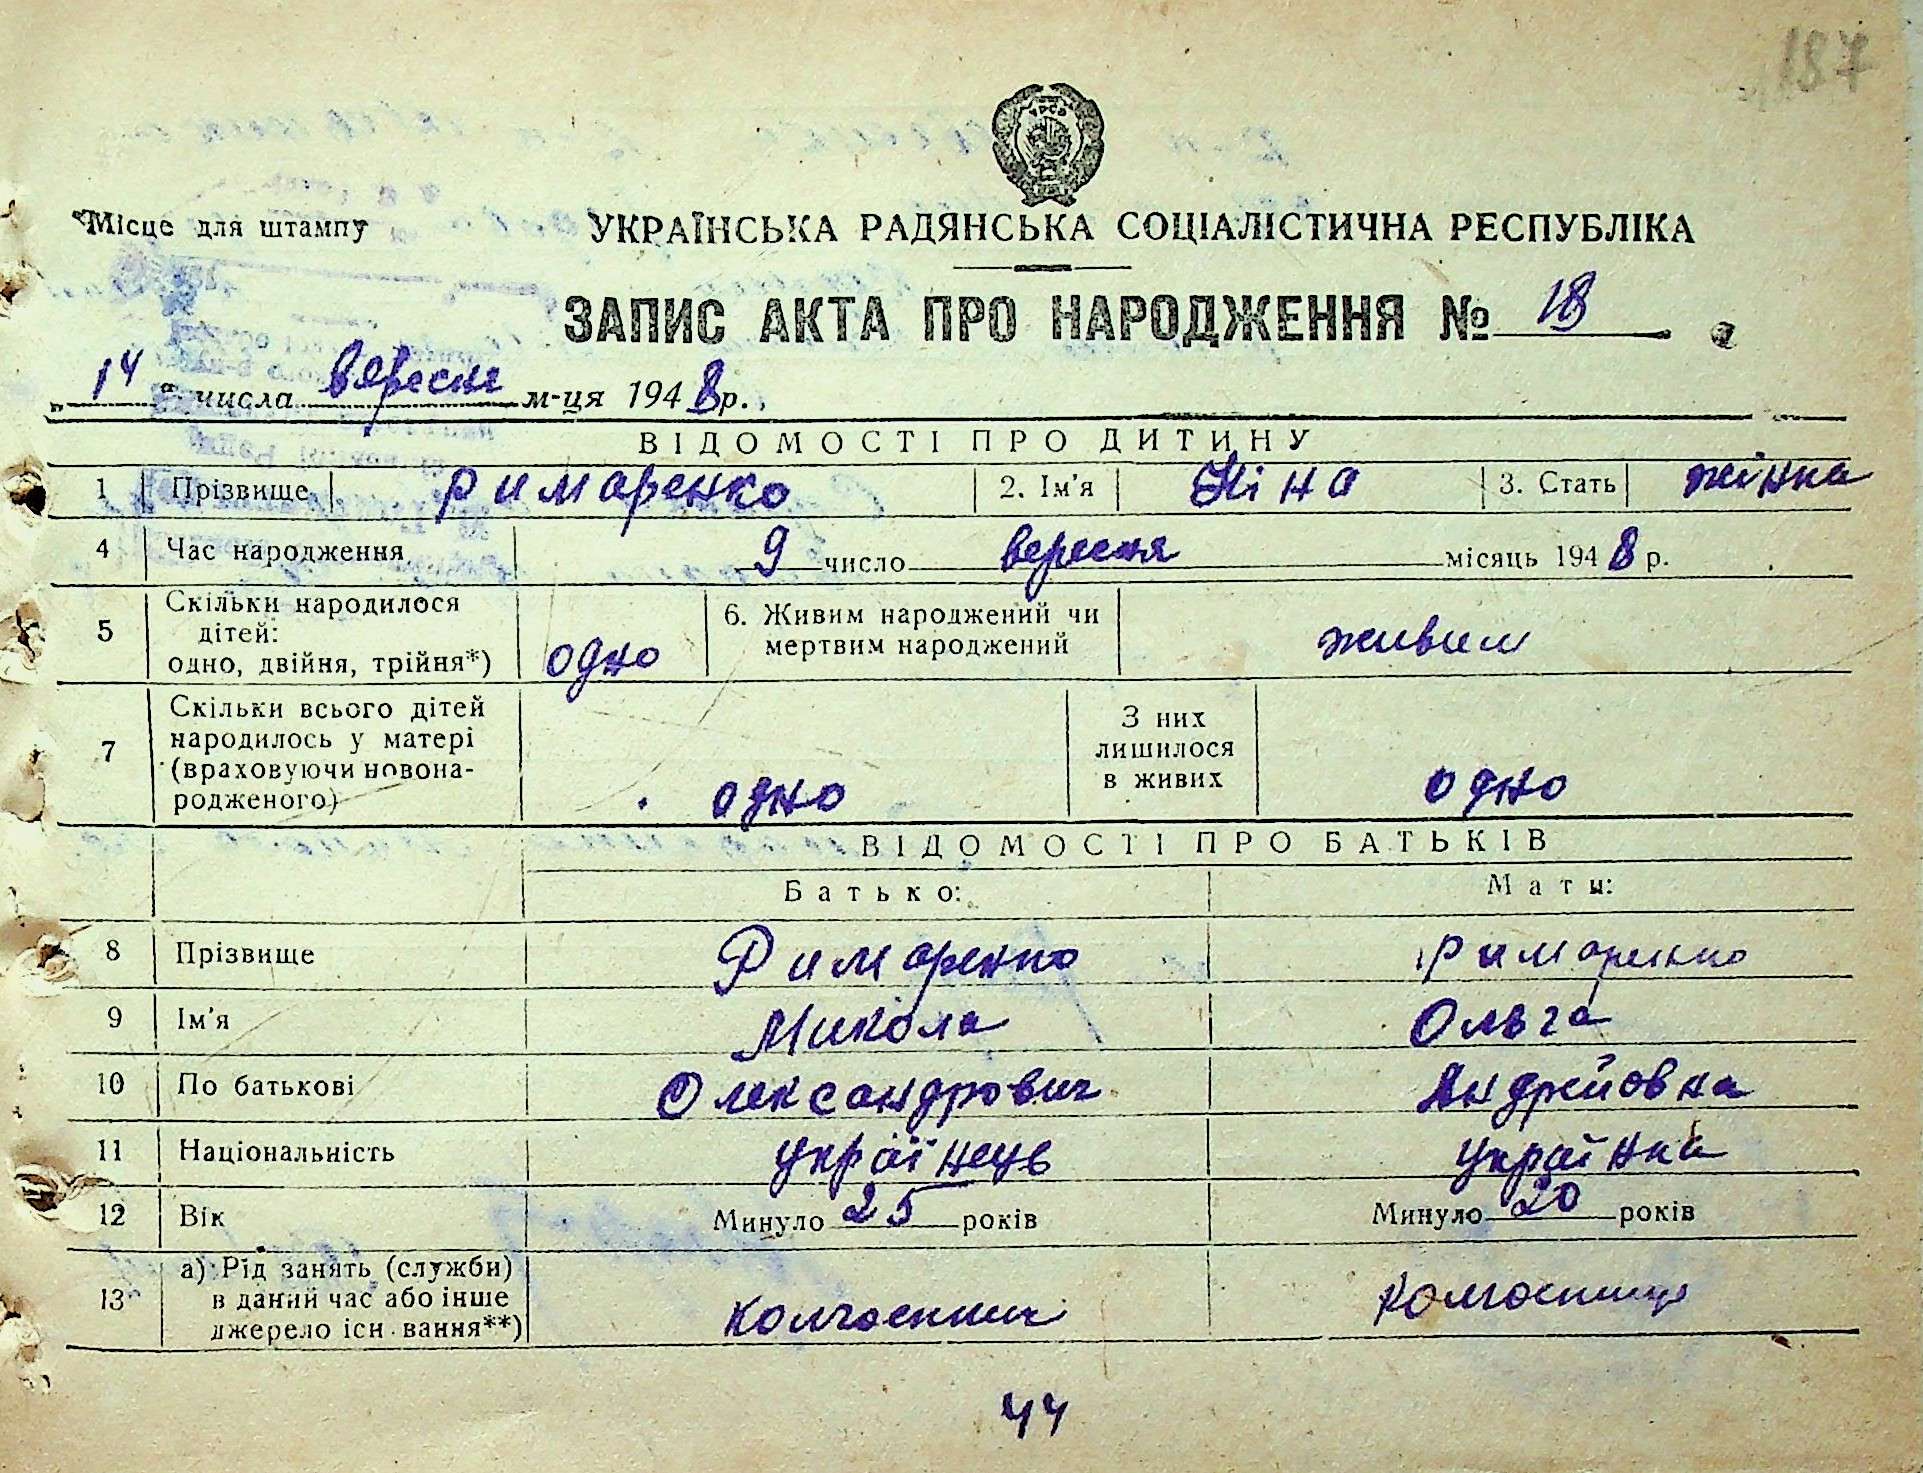 187
Місце для штампу
УКРАЇНСЬКА РАДЯНСЬКА СОЦІАЛІСТИЧНА РЕСПУБЛІКА
ЗАПИС АКТА ПРО НАРОДЖЕННЯ № 18
„14" числа вересня м-ця 1948р.
ВІДОМОСТІ ПРО ДИТИНУ
1 Прізвище Римаренко 2. Ім'я Ніна 3. Стать жінка
4 Час народження 9 число вересня місяць 1948 р.
5 Скільки народилося дітей: одно, двійня, трійня*) одно 6. Живим народжений чи мертвим народжений живим
7 Скільки всього дітей народилось у матері (враховуючи новонародженого) одно З них лишилося в живих одно
ВІДОМОСТІ ПРО БАТЬКІВ
Батько: Мати:
8 Прізвище Римаренко Римаренко
9 Ім'я Микола Ольга
10 По батькові Олександрович Андрейовна
11 Національність українець українка
12 Вік Минуло 25 років Минуло 20 років
13 а) Рід занять (служби) в даний час або інше джерело існування**) колгоспник колгоспниця
44